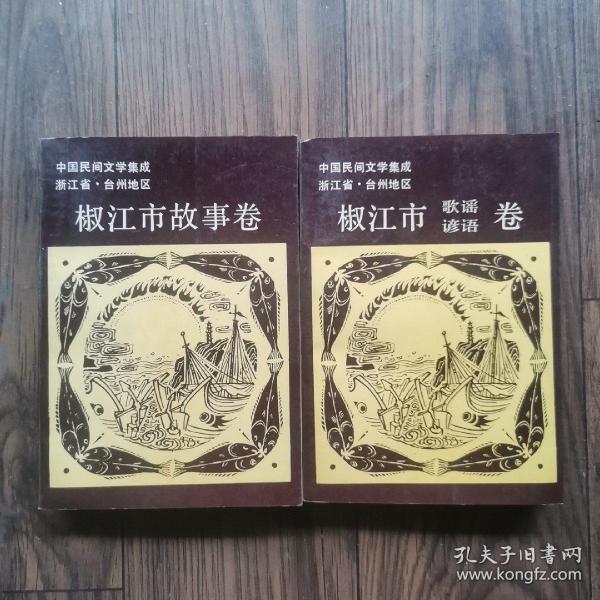 中国民间文学集成
浙江省·台州地区
椒江市故事卷
中国民间文学集成
浙江省·台州地区
椒江市 歌谣 谚语 卷
孔夫子旧书网
www.kongfz.com